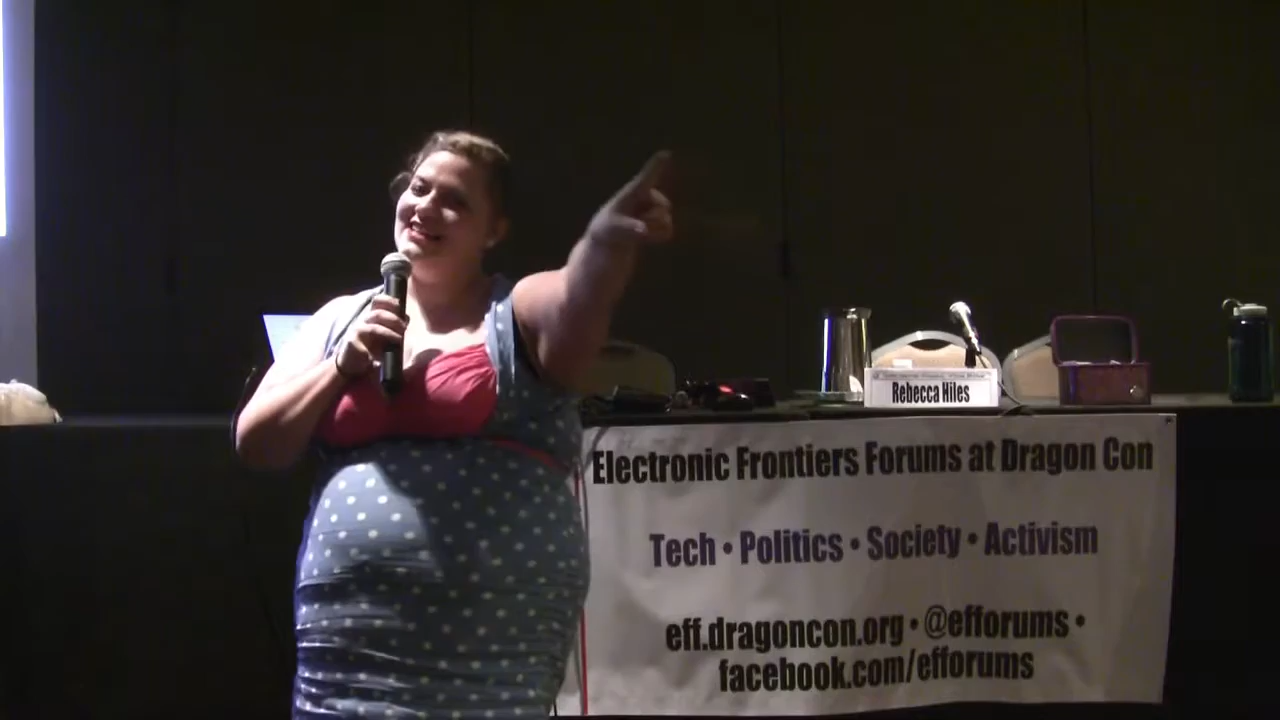 Rebecca Hiles
Electronic Frontiers Forums at Dragon Con
Tech • Politics • Society • Activism
eff.dragoncon.org • @efforums •
facebook.com/efforums